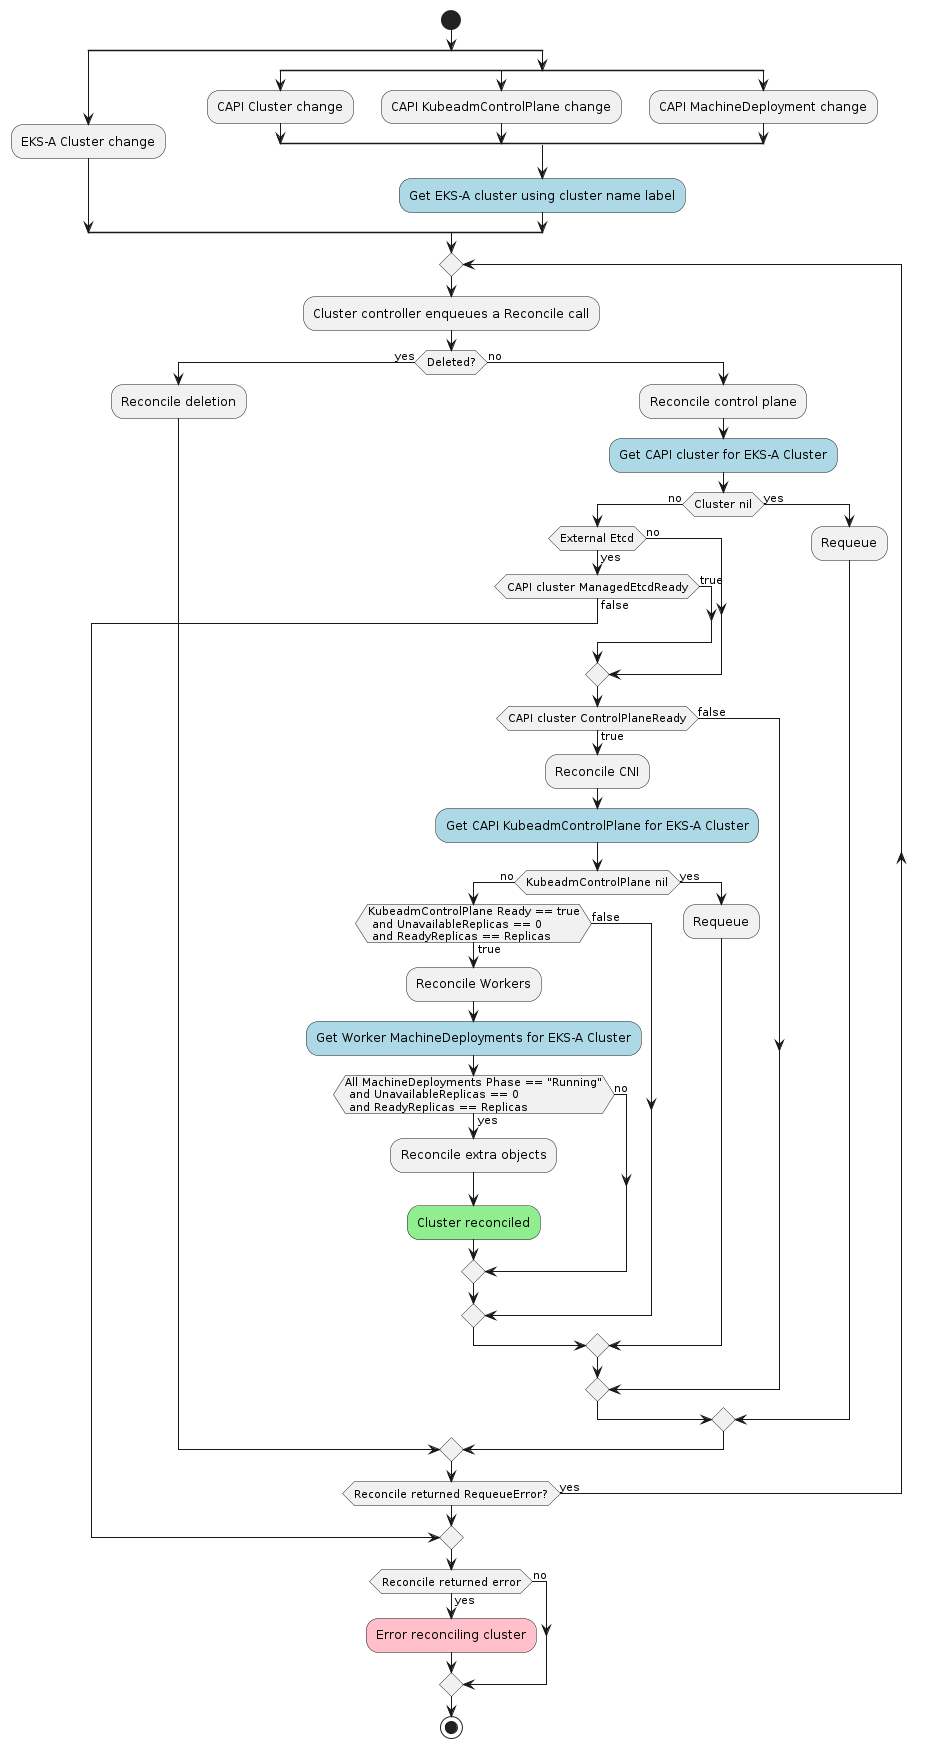 CAPI Cluster change
CAPI KubeadmControlPlane change
CAPI MachineDeployment change
EKS-A Cluster change
Get EKS-A cluster using cluster name label
Cluster controller enqueues a Reconcile call
yes
Deleted?
no
Reconcile deletion
Reconcile control plane
Get CAPI cluster for EKS-A Cluster
no
Cluster nil
yes
External Etcd
no
Requeue
yes
CAPI cluster ManagedEtcdReady
true
false
CAPI cluster ControlPlaneReady
false
true
Reconcile CNI
Get CAPI KubeadmControlPlane for EKS-A Cluster
no
KubeadmControlPlane nil
yes
KubeadmControlPlane Ready == true
and UnavailableReplicas == 0
and ReadyReplicas == Replicas
false
Requeue
true
Reconcile Workers
Get Worker MachineDeployments for EKS-A Cluster
All MachineDeployments Phase == "Running"
and UnavailableReplicas == 0
and ReadyReplicas == Replicas
no
yes
Reconcile extra objects
Cluster reconciled
Reconcile returned RequeueError?
yes
Reconcile returned error
no
yes
Error reconciling cluster